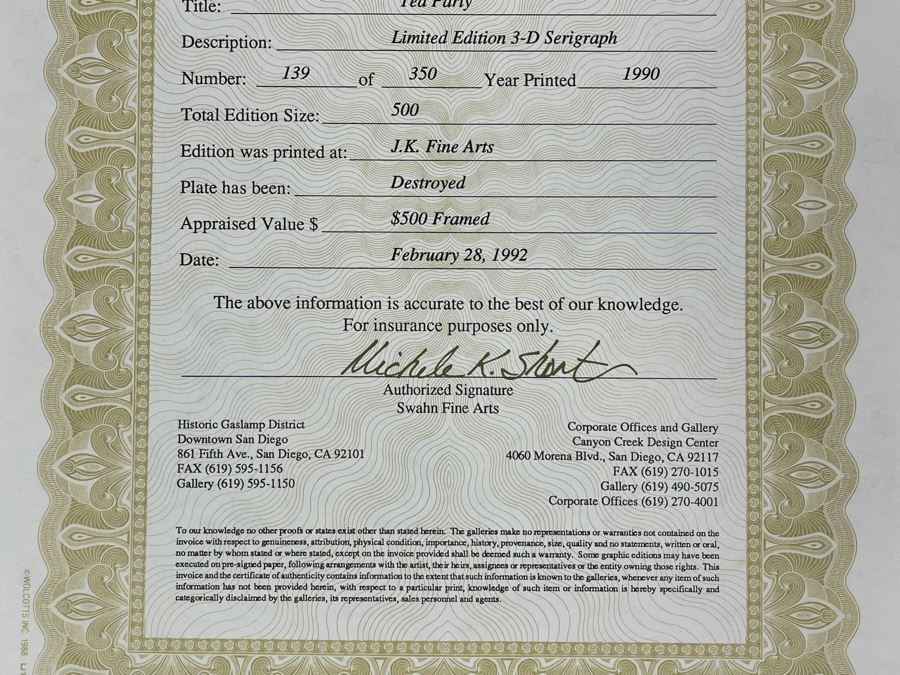 Title: Tea Party
Description: Limited Edition 3-D Serigraph
Number: 139 of 350 Year Printed 1990
Total Edition Size: 500
Edition was printed at: J.K. Fine Arts
Plate has been: Destroyed
Appraised Value $ $500 Framed
Date: February 28, 1992
The above information is accurate to the best of our knowledge.
For insurance purposes only.
Michele K. Short
Authorized Signature
Swahn Fine Arts
Historic Gaslamp District
Downtown San Diego
861 Fifth Ave., San Diego, CA 92101
FAX (619) 595-1156
Gallery (619) 595-1150
Corporate Offices and Gallery
Canyon Creek Design Center
4060 Morena Blvd., San Diego, CA 92117
FAX (619) 270-1015
Gallery (619) 490-5075
Corporate Offices (619) 270-4001
To our knowledge no other proofs or states exist other than stated herein. The galleries make no representations or warranties not contained on the
invoice with respect to genuineness, attribution, physical condition, importance, history, provenance, size, quality and no statements, written or oral,
no matter by whom stated or where stated, except on the invoice provided shall be deemed such a warranty. Some graphic editions may have been
executed on pre-signed paper, following arrangements with the artist, their heirs, assignees or representatives or the entity owning those rights. This
invoice and the certificate of authenticity contains information to the extent that such information is known to the galleries, whenever any item of such
information has not been provided herein, with respect to a particular print, knowledge of such item or information is hereby specifically and
categorically disclaimed by the galleries, its representatives, sales personnel and agents.
©WOLCOTTS INC 1988